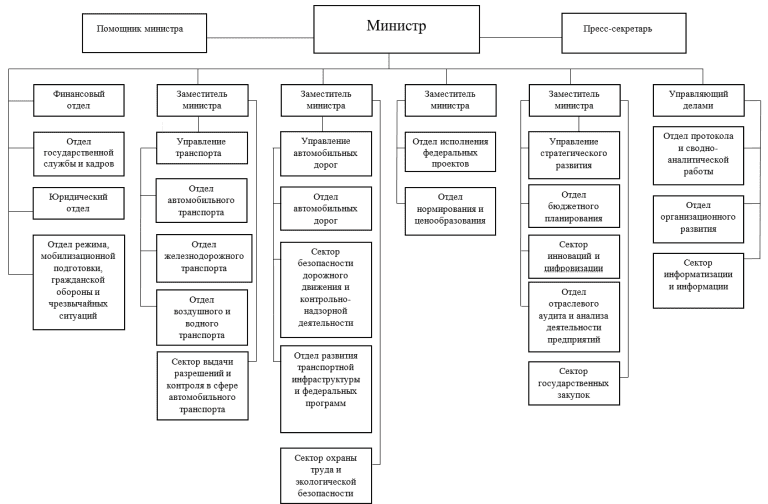 Помощник министра
Министр
Пресс-секретарь
Финансовый
отдел
Отдел
государственной
службы и кадров
Юридический
отдел
Отдел режима,
мобилизационной
подготовки,
гражданской
обороны и
чрезвычайных
ситуаций
Заместитель
министра
Управление
транспорта
Отдел
автомобильного
транспорта
Отдел
железнодорожного
транспорта
Отдел
воздушного и
водного
транспорта
Сектор выдачи
разрешений и
контроля в сфере
автомобильного
транспорта
Заместитель
министра
Управление
автомобильных
дорог
Отдел
автомобильных
дорог
Сектор
безопасности
дорожного
движения и
контрольно-
надзорной
деятельности
Отдел развития
транспортной
инфраструктуры
и федеральных
программ
Сектор охраны
труда и
экологической
безопасности
Заместитель
министра
Отдел исполнения
федеральных
проектов
Отдел
нормирования и
ценообразования
Заместитель
министра
Управление
стратегического
развития
Отдел
бюджетного
планирования
Сектор
инноваций и
цифровизации
Отдел
отраслевого
аудита и анализа
деятельности
предприятий
Сектор
государственных
закупок
Управляющий
делами
Отдел протокола
и сводно-
аналитической
работы
Отдел
организационного
развития
Сектор
информатизации
и информации